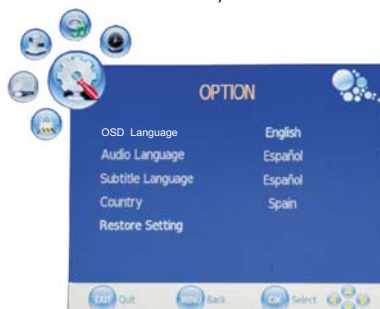 OPTION
OSD Language English
Audio Language Español
Subtitle Language Español
Country Spain
Restore Setting
EXIT Quit MENU Back OK Select